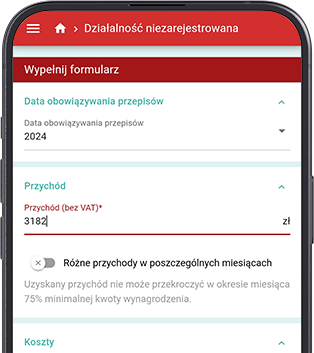 Działalność niezarejestrowana
Wypełnij formularz
Data obowiązywania przepisów
Data obowiązywania przepisów
2024
Przychód
Przychód (bez VAT)*
3182 zł
Różne przychody w poszczególnych miesiącach
Uzyskany przychód nie może przekroczyć w okresie miesiąca
75% minimalnej kwoty wynagrodzenia.
Koszty